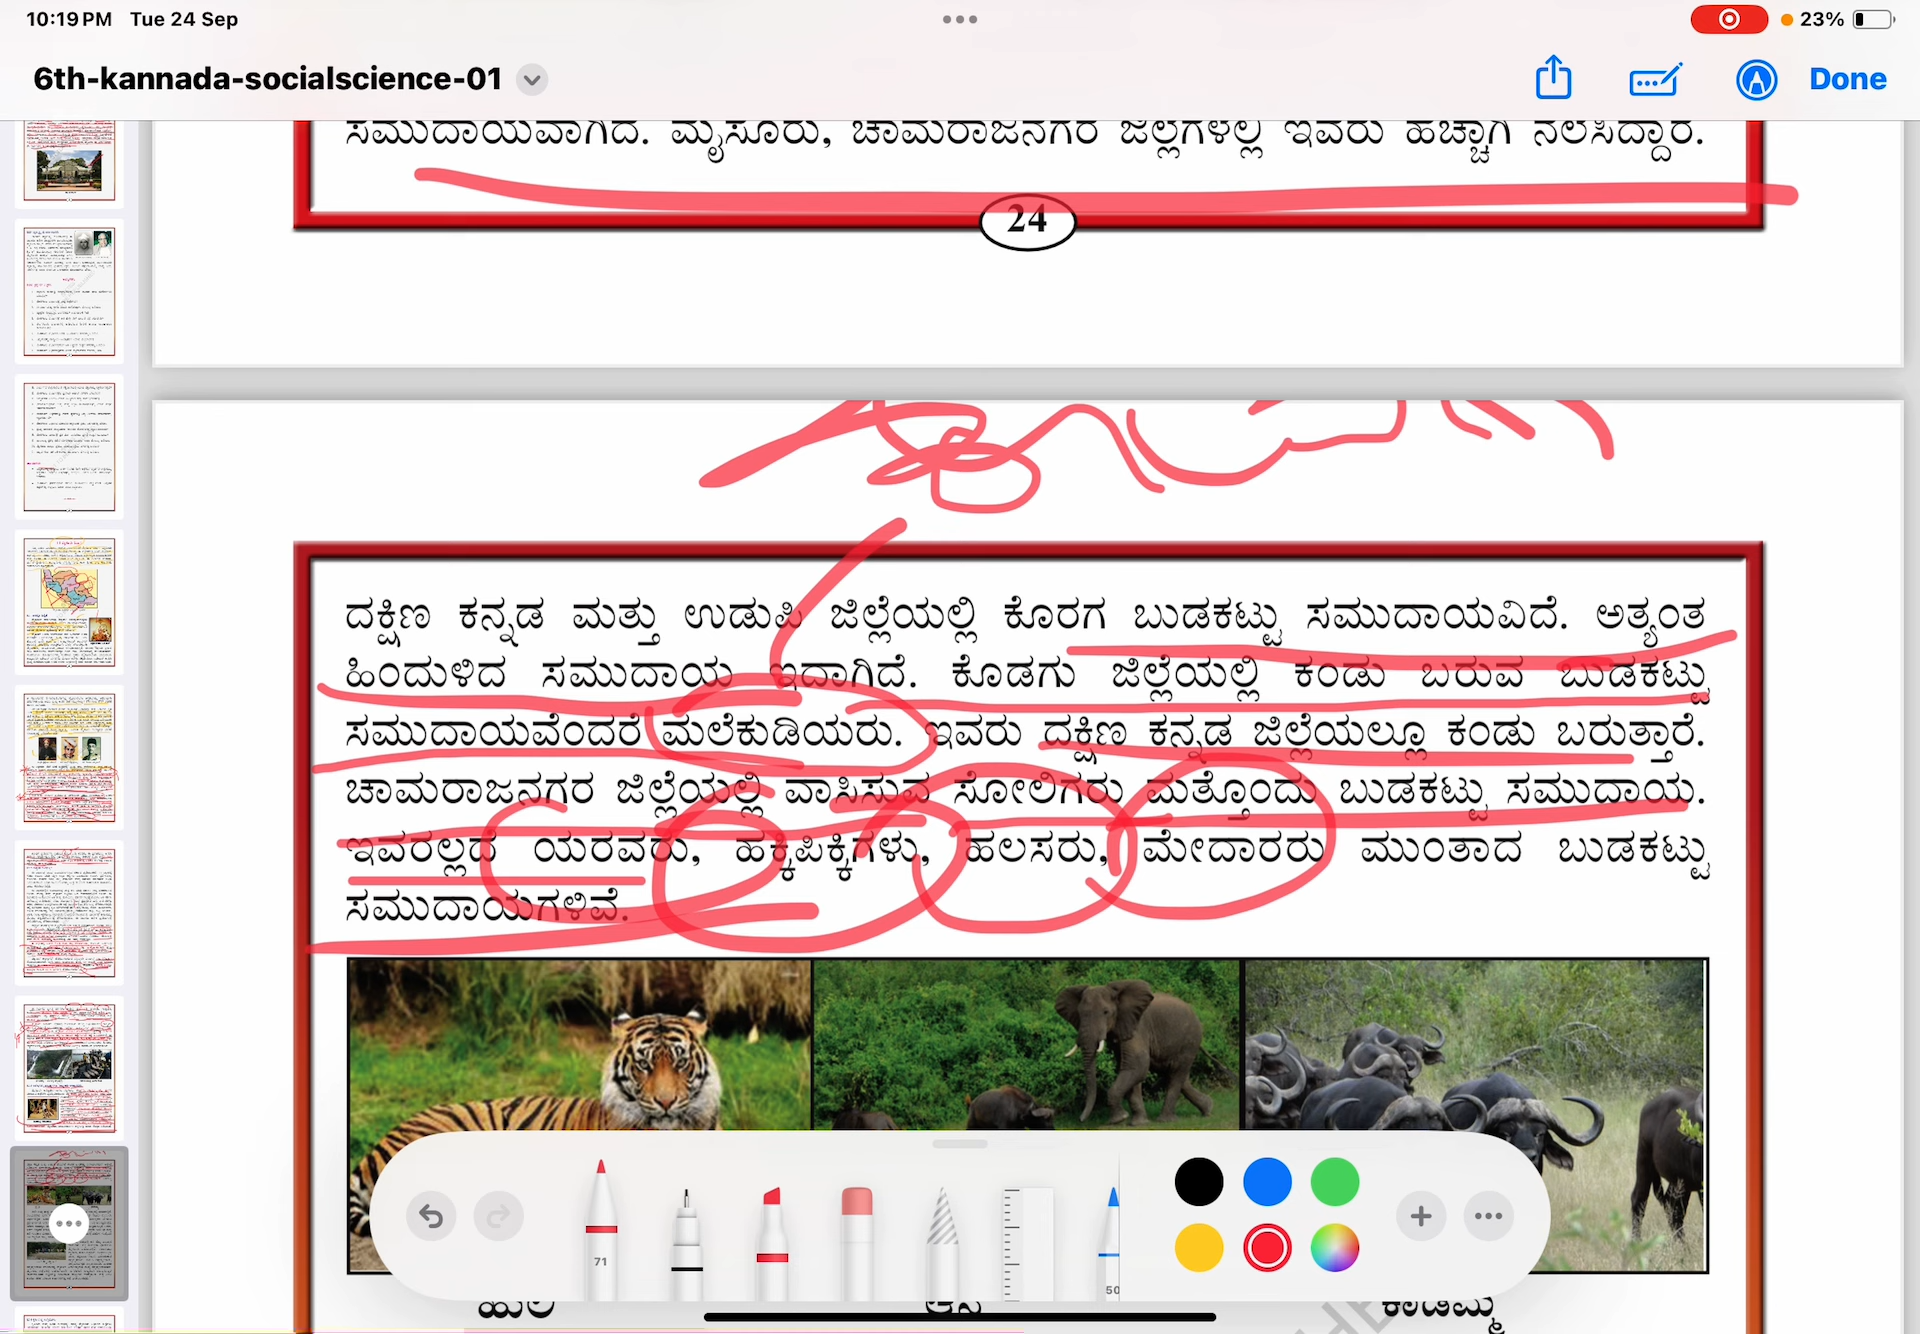 10:19 PM Tue 24 Sep
23%
6th-kannada-socialscience-01
Done
ಸಮುದಾಯವಾಗಿದೆ. ಮೈಸೂರು, ಚಾಮರಾಜನಗರ ಜಿಲ್ಲೆಗಳಲ್ಲಿ ಇವರು ಹೆಚ್ಚಾಗಿ ನೆಲೆಸಿದ್ದಾರೆ.
24
ದಕ್ಷಿಣ ಕನ್ನಡ ಮತ್ತು ಉಡುಪಿ ಜಿಲ್ಲೆಯಲ್ಲಿ ಕೊರಗ ಬುಡಕಟ್ಟು ಸಮುದಾಯವಿದೆ. ಅತ್ಯಂತ
ಹಿಂದುಳಿದ ಸಮುದಾಯ ಇದಾಗಿದೆ. ಕೊಡಗು ಜಿಲ್ಲೆಯಲ್ಲಿ ಕಂಡು ಬರುವ ಬುಡಕಟ್ಟು
ಸಮುದಾಯವೆಂದರೆ ಮಲೆಕುಡಿಯರು. ಇವರು ದಕ್ಷಿಣ ಕನ್ನಡ ಜಿಲ್ಲೆಯಲ್ಲೂ ಕಂಡು ಬರುತ್ತಾರೆ.
ಚಾಮರಾಜನಗರ ಜಿಲ್ಲೆಯಲ್ಲಿ ವಾಸಿಸುವ ಸೋಲಿಗರು ಮತ್ತೊಂದು ಬುಡಕಟ್ಟು ಸಮುದಾಯ.
ಇವರಲ್ಲದೆ ಯರವರು, ಹಕ್ಕಿಪಿಕ್ಕಿಗಳು, ಹಲಸರು, ಮೇದಾರರು ಮುಂತಾದ ಬುಡಕಟ್ಟು
ಸಮುದಾಯಗಳಿವೆ.
71
50
ಹುಲಿ ಆನೆ ಕಾಡೆಮ್ಮೆ